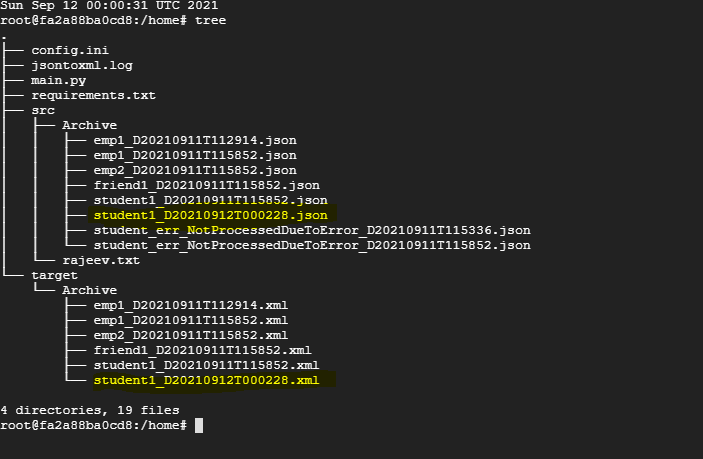 Sun Sep 12 00:00:31 UTC 2021
root@fa2a88ba0cd8:/home# tree
.
├── config.ini
├── jsontoxml.log
├── main.py
├── requirements.txt
├── src
│   ├── Archive
│   │   ├── emp1_D20210911T112914.json
│   │   ├── emp1_D20210911T115852.json
│   │   ├── emp2_D20210911T115852.json
│   │   ├── friend1_D20210911T115852.json
│   │   ├── student1_D20210911T115852.json
│   │   ├── student1_D20210912T000228.json
│   │   ├── student_err_NotProcessedDueToError_D20210911T115336.json
│   │   └── student_err_NotProcessedDueToError_D20210911T115852.json
│   └── rajeev.txt
└── target
    └── Archive
        ├── emp1_D20210911T112914.xml
        ├── emp1_D20210911T115852.xml
        ├── emp2_D20210911T115852.xml
        ├── friend1_D20210911T115852.xml
        ├── student1_D20210911T115852.xml
        └── student1_D20210912T000228.xml
4 directories, 19 files
root@fa2a88ba0cd8:/home#